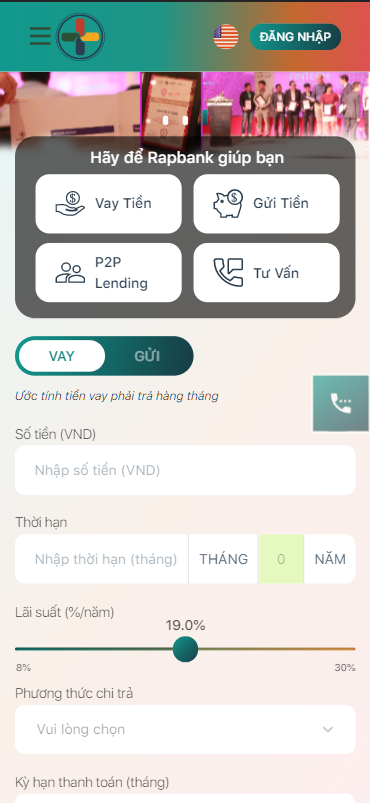 ĐĂNG NHẬP
FINTECH
Hãy để Rapbank giúp bạn
Vay Tiền
Gửi Tiền
P2P
Lending
Tư Vấn
VAY
GỬI
Ước tính tiền vay phải trả hàng tháng
Số tiền (VND)
Nhập số tiền (VND)
Thời hạn
Nhập thời hạn (tháng)
THÁNG
0
NĂM
Lãi suất (%/năm)
19.0%
8%
30%
Phương thức chi trả
Vui lòng chọn
Kỳ hạn thanh toán (tháng)